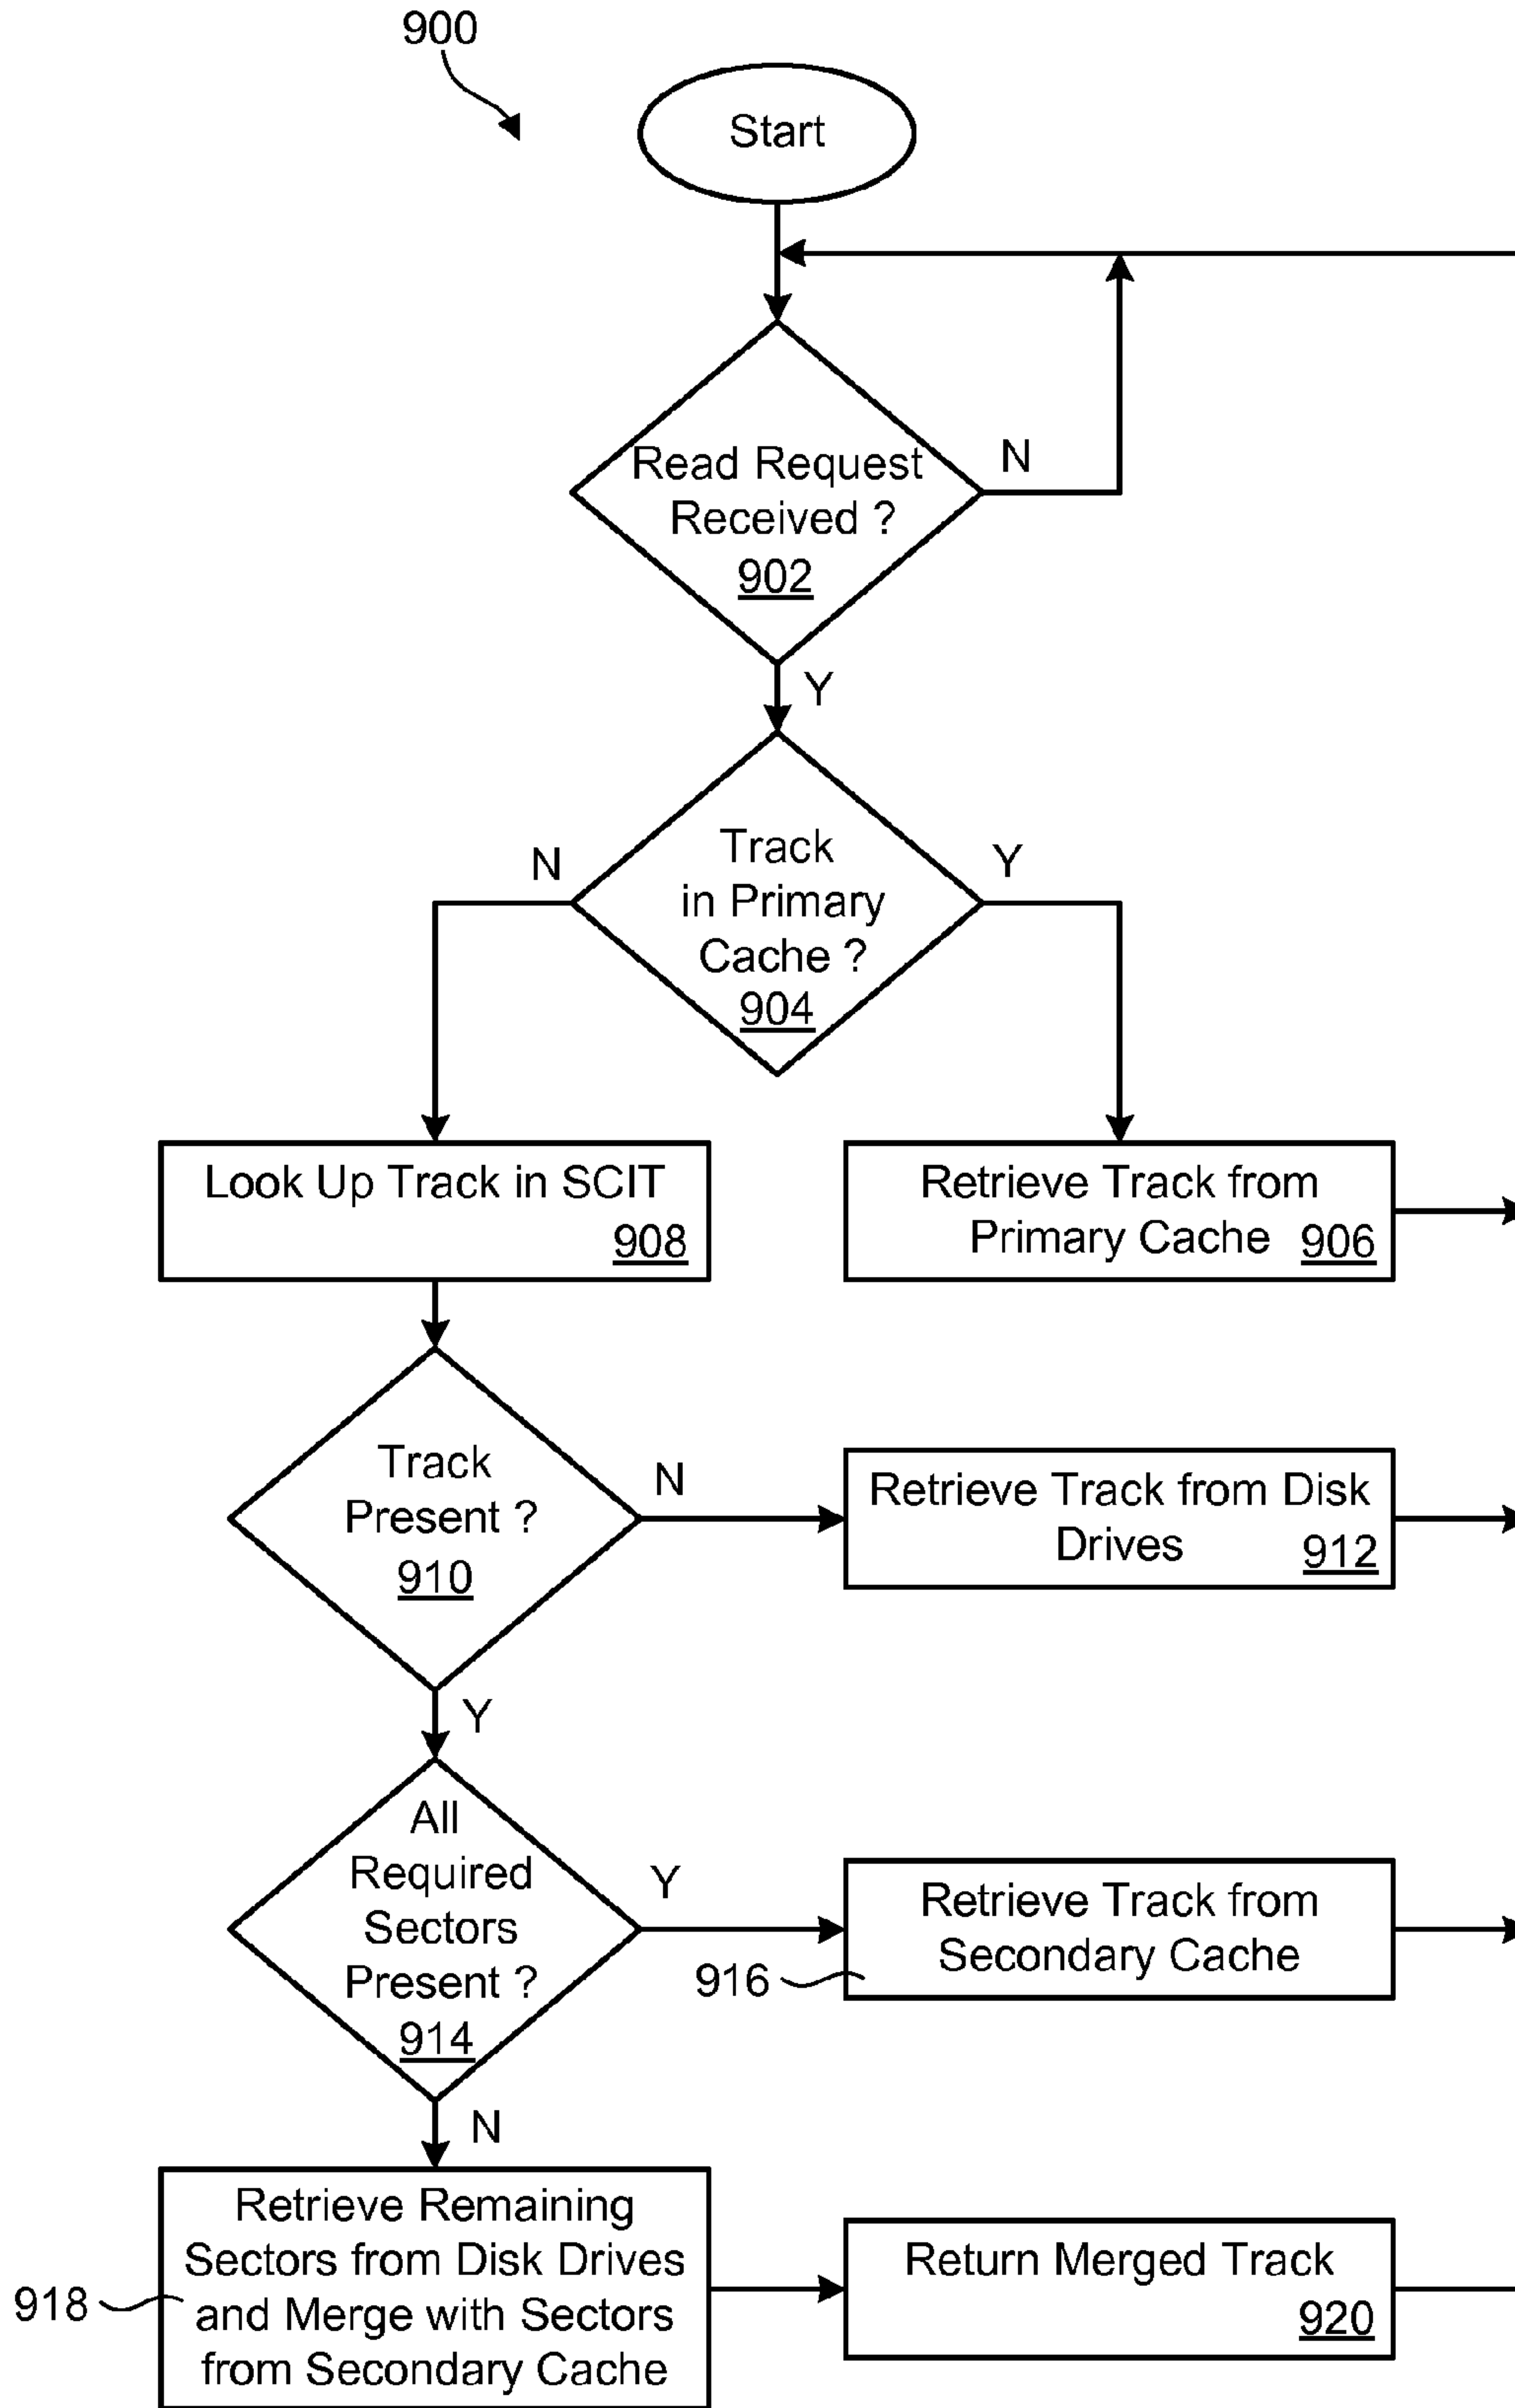 900
Start
Read Request
Received ?
902
N
Y
Track
in Primary
Cache ?
904
N
Y
Look Up Track in SCIT
908
Retrieve Track from
Primary Cache 906
Track
Present ?
910
N
Retrieve Track from Disk
Drives 912
Y
All
Required
Sectors
Present ?
914
Y
916
Retrieve Track from
Secondary Cache
N
918
Retrieve Remaining
Sectors from Disk Drives
and Merge with Sectors
from Secondary Cache
Return Merged Track
920